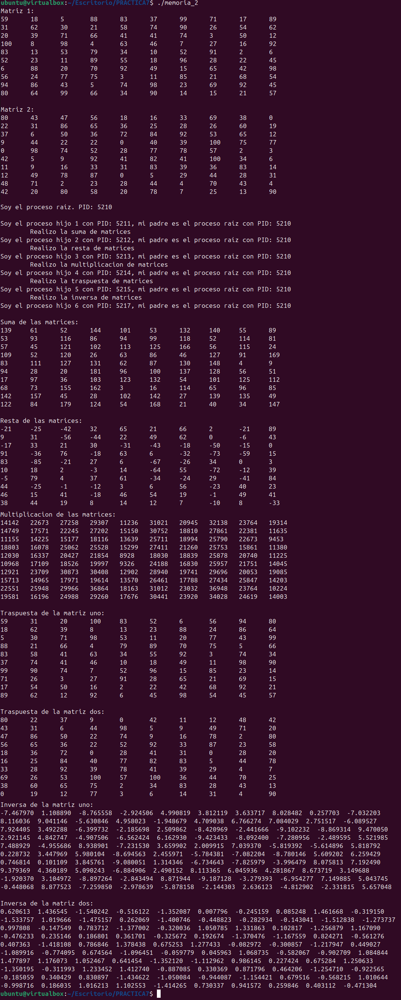 ubuntu@virtualbox:~/Escritorio/PRACTICA7$ ./memoria_2
Matriz 1:
59 18 5 88 83 37 99 71 17 89
31 62 30 21 58 74 90 26 54 62
20 39 71 66 41 41 74 3 50 12
100 8 98 4 63 46 7 27 16 92
83 13 53 79 34 10 52 91 2 6
52 23 11 89 55 18 96 28 22 45
6 88 20 70 92 49 15 65 42 98
56 24 77 75 3 11 85 21 68 54
94 86 43 5 74 98 23 69 92 45
80 64 99 66 34 90 14 15 21 57
Matriz 2:
80 43 47 56 18 16 33 69 38 0
22 31 86 65 36 25 28 26 60 19
37 6 50 36 72 84 92 53 65 12
9 44 22 22 0 40 39 100 75 77
0 98 74 52 28 77 78 57 2 3
42 5 9 92 41 82 41 100 34 6
11 9 16 33 31 83 39 36 83 14
12 49 78 87 0 5 29 44 28 31
48 71 2 23 28 44 4 70 43 4
42 20 80 58 20 78 7 25 13 90
Soy el proceso raíz. PID: 5210
Soy el proceso hijo 1 con PID: 5211, mi padre es el proceso raíz con PID: 5210
Realizo la suma de matrices
Soy el proceso hijo 2 con PID: 5212, mi padre es el proceso raíz con PID: 5210
Realizo la resta de matrices
Soy el proceso hijo 3 con PID: 5213, mi padre es el proceso raíz con PID: 5210
Realizo la multiplicacion de matrices
Soy el proceso hijo 4 con PID: 5214, mi padre es el proceso raíz con PID: 5210
Realizo la traspuesta de matrices
Soy el proceso hijo 5 con PID: 5215, mi padre es el proceso raíz con PID: 5210
Realizo la inversa de matrices
Soy el proceso hijo 6 con PID: 5217, mi padre es el proceso raíz con PID: 5210
Suma de las matrices:
139 61 52 144 101 53 132 140 55 89
53 93 116 86 94 99 118 52 114 81
57 45 121 102 113 125 166 56 115 24
109 52 120 26 63 86 46 127 91 169
83 111 127 131 62 87 130 148 4 9
94 28 20 181 96 100 137 128 56 51
17 97 36 103 123 132 54 101 125 112
68 73 155 162 3 16 114 65 96 85
142 157 45 28 102 142 27 139 135 49
122 84 179 124 54 168 21 40 34 147
Resta de las matrices:
-21 -25 -42 32 65 21 66 2 -21 89
9 31 -56 -44 22 49 62 0 -6 43
-17 33 21 30 -31 -43 -18 -50 -15 0
91 -36 76 -18 63 6 -32 -73 -59 15
83 -85 -21 27 6 -67 -26 34 0 3
10 18 2 -3 14 -64 55 -72 -12 39
-5 79 4 37 61 -34 -24 29 -41 84
44 -25 -1 -12 3 6 56 -23 40 23
46 15 41 -18 46 54 19 -1 49 41
38 44 19 8 14 12 7 -10 8 -33
Multiplicacion de las matrices:
14142 22673 27258 29307 11236 31021 20945 32138 23764 19314
14749 17571 22245 27202 15150 30752 18810 27861 22381 11635
11155 14225 15177 18116 13639 25711 18994 25790 22673 9453
18803 16078 25062 25528 15299 27411 21260 25753 15861 11380
12030 16337 20427 21854 8928 18030 18839 25878 20740 11225
10968 17109 18526 19997 9326 24188 16830 25957 21751 14045
12921 23709 30873 30408 12902 28940 19741 29696 20053 19085
15713 14965 17971 19614 13570 26461 17788 27434 25847 14203
22551 25948 29966 36864 18163 31012 23032 36948 23764 10224
19581 16196 24988 29260 17676 30441 23920 34028 24619 14003
Traspuesta de la matriz uno:
59 31 20 100 83 52 6 56 94 80
18 62 39 8 13 23 88 24 86 64
5 30 71 98 53 11 20 77 43 99
88 21 66 4 79 89 70 75 5 66
83 58 41 63 34 55 92 3 74 34
37 74 41 46 10 18 49 11 98 90
99 90 74 7 52 96 15 85 23 14
71 26 3 27 91 28 65 21 69 15
17 54 50 16 2 22 42 68 92 21
89 62 12 92 6 45 98 54 45 57
Traspuesta de la matriz dos:
80 22 37 9 0 42 11 12 48 42
43 31 6 44 98 5 9 49 71 20
47 86 50 22 74 9 16 78 2 80
56 65 36 22 52 92 33 87 23 58
18 36 72 0 28 41 31 0 28 20
16 25 84 40 77 82 83 5 44 78
33 28 92 39 78 41 39 29 4 7
69 26 53 100 57 100 36 44 70 25
38 60 65 75 2 34 83 28 43 13
0 19 12 77 3 6 14 31 4 90
Inversa de la matriz uno:
-7.467970 1.108890 -8.765558 -2.924506 4.990819 3.812119 3.633717 8.028482 0.257703 -7.032203
8.116036 9.041146 -5.630846 4.958023 -1.948679 4.709038 6.766274 7.084029 2.751517 -6.089527
7.924405 3.492288 -6.399732 -2.185698 2.509862 -8.420969 -2.441666 -9.102232 -8.869314 9.470050
2.921145 4.842747 -4.907506 -6.562424 6.162930 -9.423433 -8.092400 -7.280956 -2.489595 5.521985
7.488929 -4.955686 8.938901 -7.231530 3.659902 2.009915 7.039370 -5.819392 -5.614896 5.818792
0.228732 3.447969 5.980104 -8.694563 2.455971 -5.784381 -7.082204 -8.780146 5.609202 6.259429
0.746814 0.101109 3.845761 -9.080051 1.314346 -6.734643 -7.825979 -3.996479 8.075813 7.192490
9.379369 4.360189 5.090243 -6.884906 2.490152 8.113365 6.045936 4.281867 8.673719 3.149688
-1.920370 3.104972 -8.897264 -2.843494 8.871944 -9.187128 -3.279393 -6.954277 7.149885 5.043745
-0.448068 8.877523 -7.259850 -2.978639 -5.878158 -2.144303 2.636123 -4.812902 -2.331815 5.657048
Inversa de la matriz dos:
0.620613 1.436545 -1.540242 -0.516122 -1.352087 0.007796 -0.245159 0.085248 1.461668 -0.319150
-1.533757 1.019666 -1.475157 0.262069 -1.400746 -0.448823 -0.282934 -0.143041 -1.512838 -1.273737
0.997808 -0.147549 0.783712 -1.377002 -0.320036 1.050785 1.331863 0.102817 -1.256879 1.167090
-0.476233 0.235146 0.186801 0.361701 -0.325672 0.192674 -1.370476 -1.167559 0.824271 -0.561276
0.407363 -1.418108 0.786846 1.378438 0.675253 1.277433 -0.082972 -0.300857 -1.217947 0.449027
-1.089916 -0.774095 0.674564 -1.096451 -0.059779 0.045963 1.068735 -0.582067 -0.902709 1.084844
1.477897 1.176073 1.052467 0.641454 -1.352120 -1.112962 0.986145 0.227424 0.675284 1.250633
-1.350195 -0.311993 1.233452 1.412740 -0.887085 0.330369 0.871796 0.464206 -1.254710 -0.922565
-0.185059 0.340429 0.830897 -1.434622 -1.050084 -0.944087 -1.154421 0.679516 -0.568215 1.010644
-0.998716 0.186035 1.016213 1.102553 -1.414265 0.730337 0.941572 0.259846 0.403112 -0.471304
ubuntu@virtualbox:~/Escritorio/PRACTICA7$